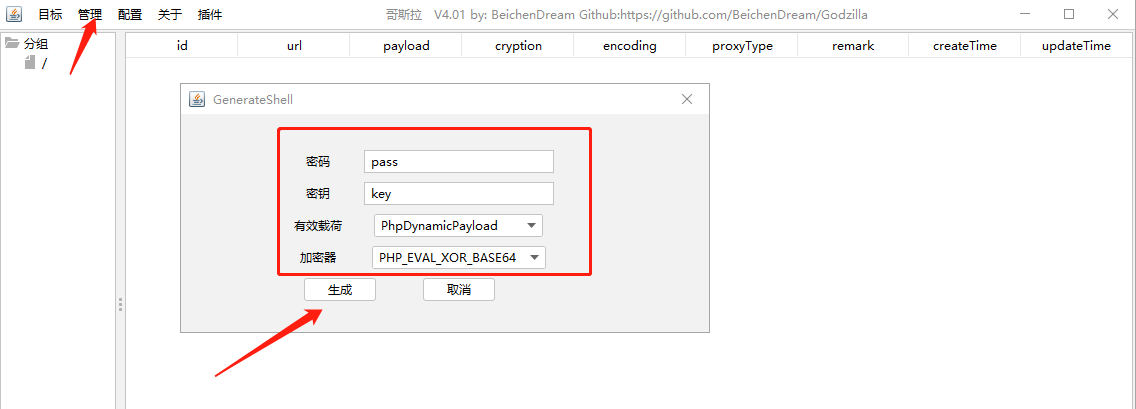 目标 管理 配置 关于 插件 哥斯拉 V4.01 by: BeichenDream Github:https://github.com/BeichenDream/Godzilla
分组
/
id url payload cryption encoding proxyType remark createTime updateTime
GenerateShell
密码 pass
密钥 key
有效载荷 PhpDynamicPayload
加密器 PHP_EVAL_XOR_BASE64
生成 取消